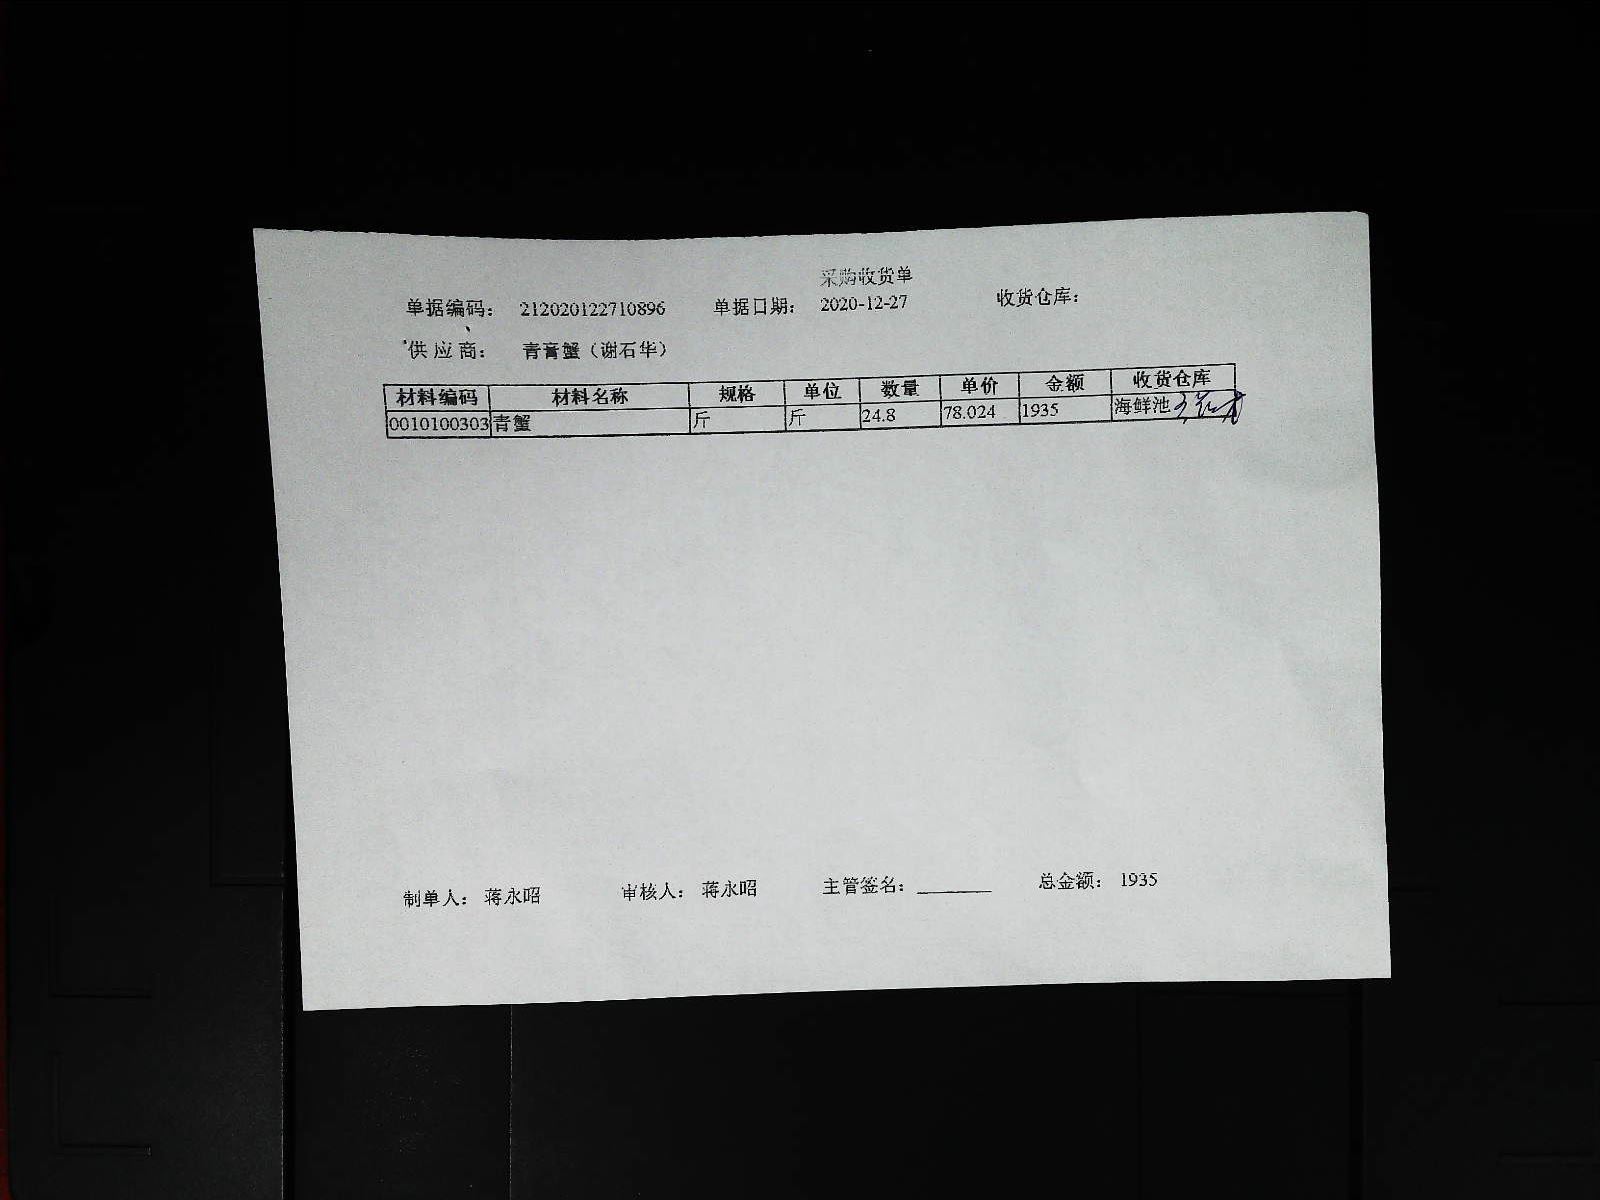 采购收货单
单据编码： 212020122710896 单据日期： 2020-12-27 收货仓库：
供应商： 青膏蟹（谢石华）
材料编码 材料名称 规格 单位 数量 单价 金额 收货仓库
0010100303 青蟹 斤 斤 24.8 78.024 1935 海鲜池
制单人： 蒋永昭 审核人： 蒋永昭 主管签名： 总金额： 1935